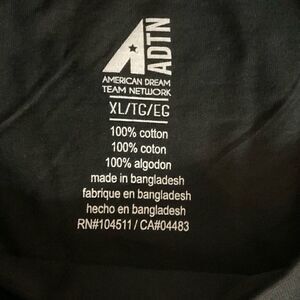 ADTN
AMERICAN DREAM
TEAM NETWORK
XL/TG/EG
100% cotton
100% coton
100% algodon
made in bangladesh
fabrique en bangladesh
hecho en bangladesh
RN#104511 / CA#04483